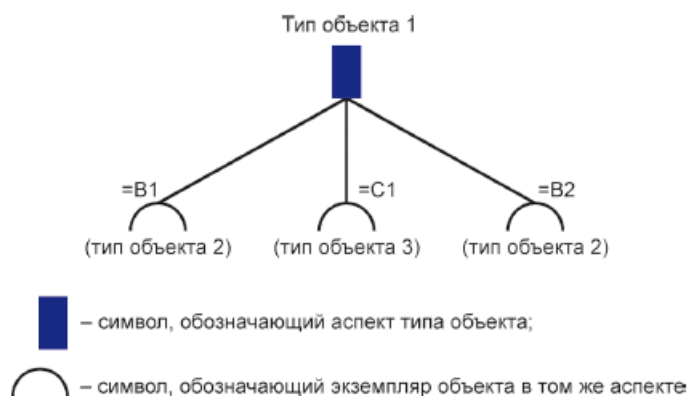 Тип объекта 1
=B1 =C1 =B2
(тип объекта 2) (тип объекта 3) (тип объекта 2)
– символ, обозначающий аспект типа объекта;
– символ, обозначающий экземпляр объекта в том же аспекте